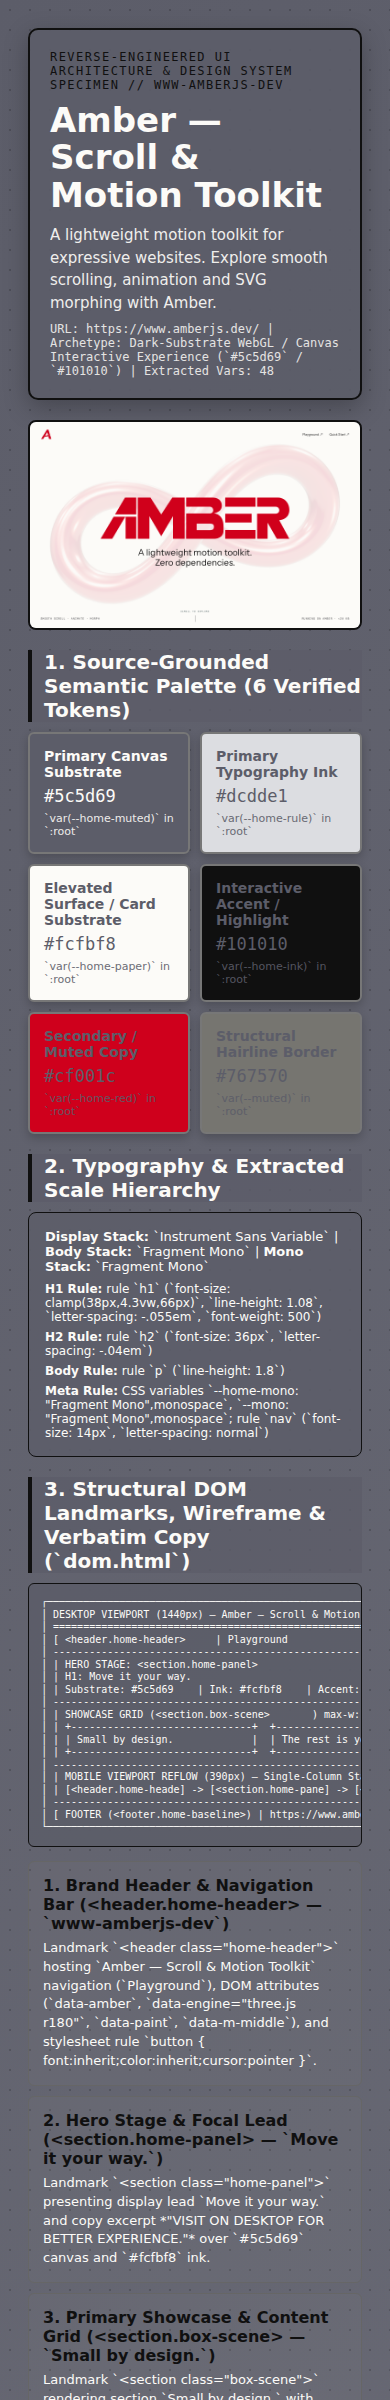 REVERSE-ENGINEERED UI
ARCHITECTURE & DESIGN SYSTEM
SPECIMEN // WWW-AMBERJS-DEV
Amber —
Scroll &
Motion Toolkit
A lightweight motion toolkit for
expressive websites. Explore smooth
scrolling, animation and SVG
morphing with Amber.
URL: https://www.amberjs.dev/ |
Archetype: Dark-Substrate WebGL / Canvas
Interactive Experience (`#5c5d69` /
`#101010`) | Extracted Vars: 48
AMBER
A lightweight motion toolkit.
Zero dependencies.
1. Source-Grounded
Semantic Palette (6 Verified
Tokens)
Primary Canvas
Substrate
#5c5d69
`var(--home-muted)` in
`:root`
Primary
Typography Ink
#dcdde1
`var(--home-rule)` in
`:root`
Elevated
Surface / Card
Substrate
#fcfbf8
`var(--home-paper)` in
`:root`
Interactive
Accent /
Highlight
#101010
`var(--home-ink)` in
`:root`
Secondary /
Muted Copy
#cf001c
`var(--home-red)` in
`:root`
Structural
Hairline Border
#767570
`var(--muted)` in
`:root`
2. Typography & Extracted
Scale Hierarchy
Display Stack: `Instrument Sans Variable` |
Body Stack: `Fragment Mono` | Mono
Stack: `Fragment Mono`
H1 Rule: rule `h1` (`font-size:
clamp(38px,4.3vw,66px)`, `line-height: 1.08`,
`letter-spacing: -.055em`, `font-weight: 500`)
H2 Rule: rule `h2` (`font-size: 36px`, `letter-
spacing: -.04em`)
Body Rule: rule `p` (`line-height: 1.8`)
Meta Rule: CSS variables `--home-mono:
"Fragment Mono",monospace`, `--mono:
"Fragment Mono",monospace`; rule `nav` (`font-
size: 14px`, `letter-spacing: normal`)
3. Structural DOM
Landmarks, Wireframe &
Verbatim Copy
(`dom.html`)
DESKTOP VIEWPORT (1440px) — Amber — Scroll & Motion
[ <header.home-header> | Playground
| HERO STAGE: <section.home-panel>
| H1: Move it your way.
| Substrate: #5c5d69 | Ink: #fcfbf8 | Accent:
| SHOWCASE GRID (<section.box-scene> ) max-w:
| | Small by design. | | The rest is y
| MOBILE VIEWPORT REFLOW (390px) — Single-Column St
| [<header.home-heade] -> [<section.home-pane] -> [
[ FOOTER (<footer.home-baseline>) | https://www.amb
1. Brand Header & Navigation
Bar (<header.home-header> —
`www-amberjs-dev`)
Landmark `<header class="home-header">`
hosting `Amber — Scroll & Motion Toolkit`
navigation (`Playground`), DOM attributes
(`data-amber`, `data-engine="three.js
r180"`, `data-paint`, `data-m-middle`), and
stylesheet rule `button {
font:inherit;color:inherit;cursor:pointer }`.
2. Hero Stage & Focal Lead
(<section.home-panel> — `Move
it your way.`)
Landmark `<section class="home-panel">`
presenting display lead `Move it your way.`
and copy excerpt *"VISIT ON DESKTOP FOR
BETTER EXPERIENCE."* over `#5c5d69`
canvas and `#fcfbf8` ink.
3. Primary Showcase & Content
Grid (<section.box-scene> —
`Small by design.`)
Landmark `<section class="box-scene">`
rendering section `Small by design.` with